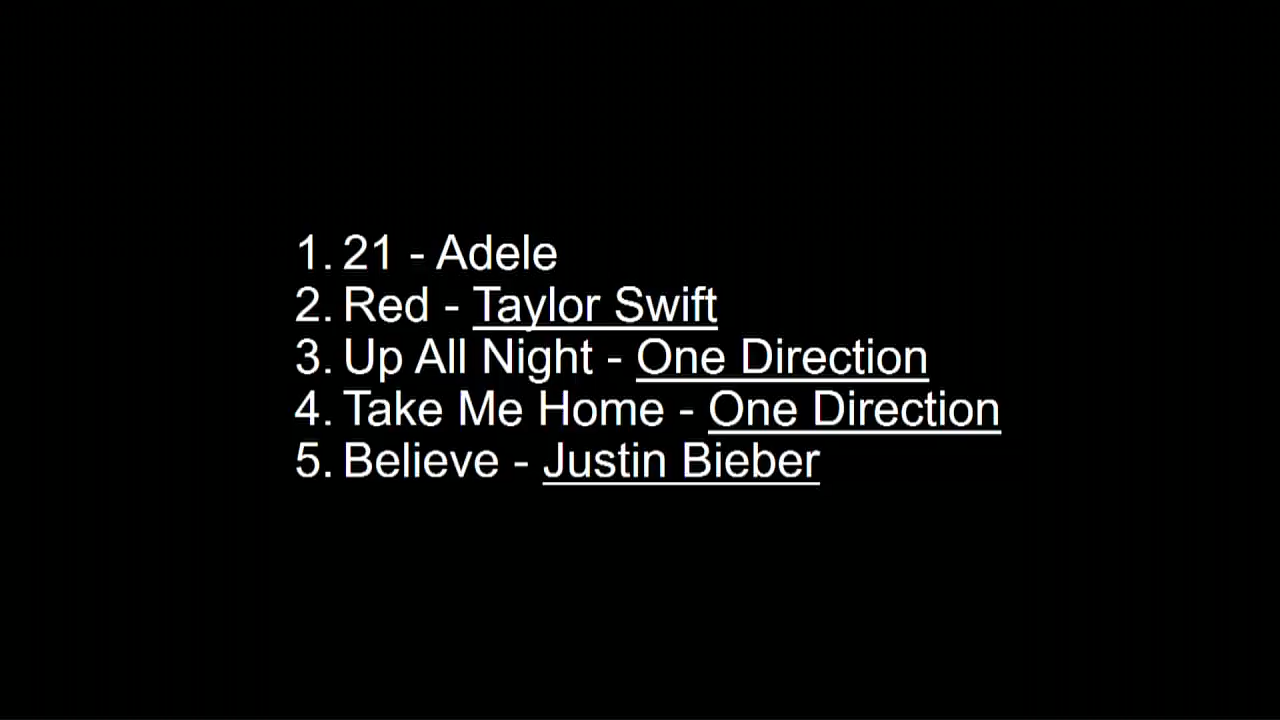 1. 21 - Adele
2. Red - Taylor Swift
3. Up All Night - One Direction
4. Take Me Home - One Direction
5. Believe - Justin Bieber